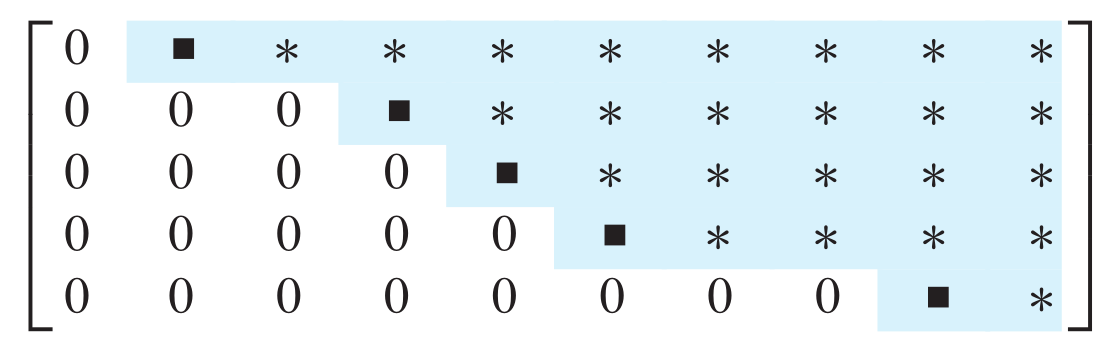 0 ■ * * * * * * * *
0 0 0 ■ * * * * * *
0 0 0 0 ■ * * * * *
0 0 0 0 0 ■ * * * *
0 0 0 0 0 0 0 0 ■ *